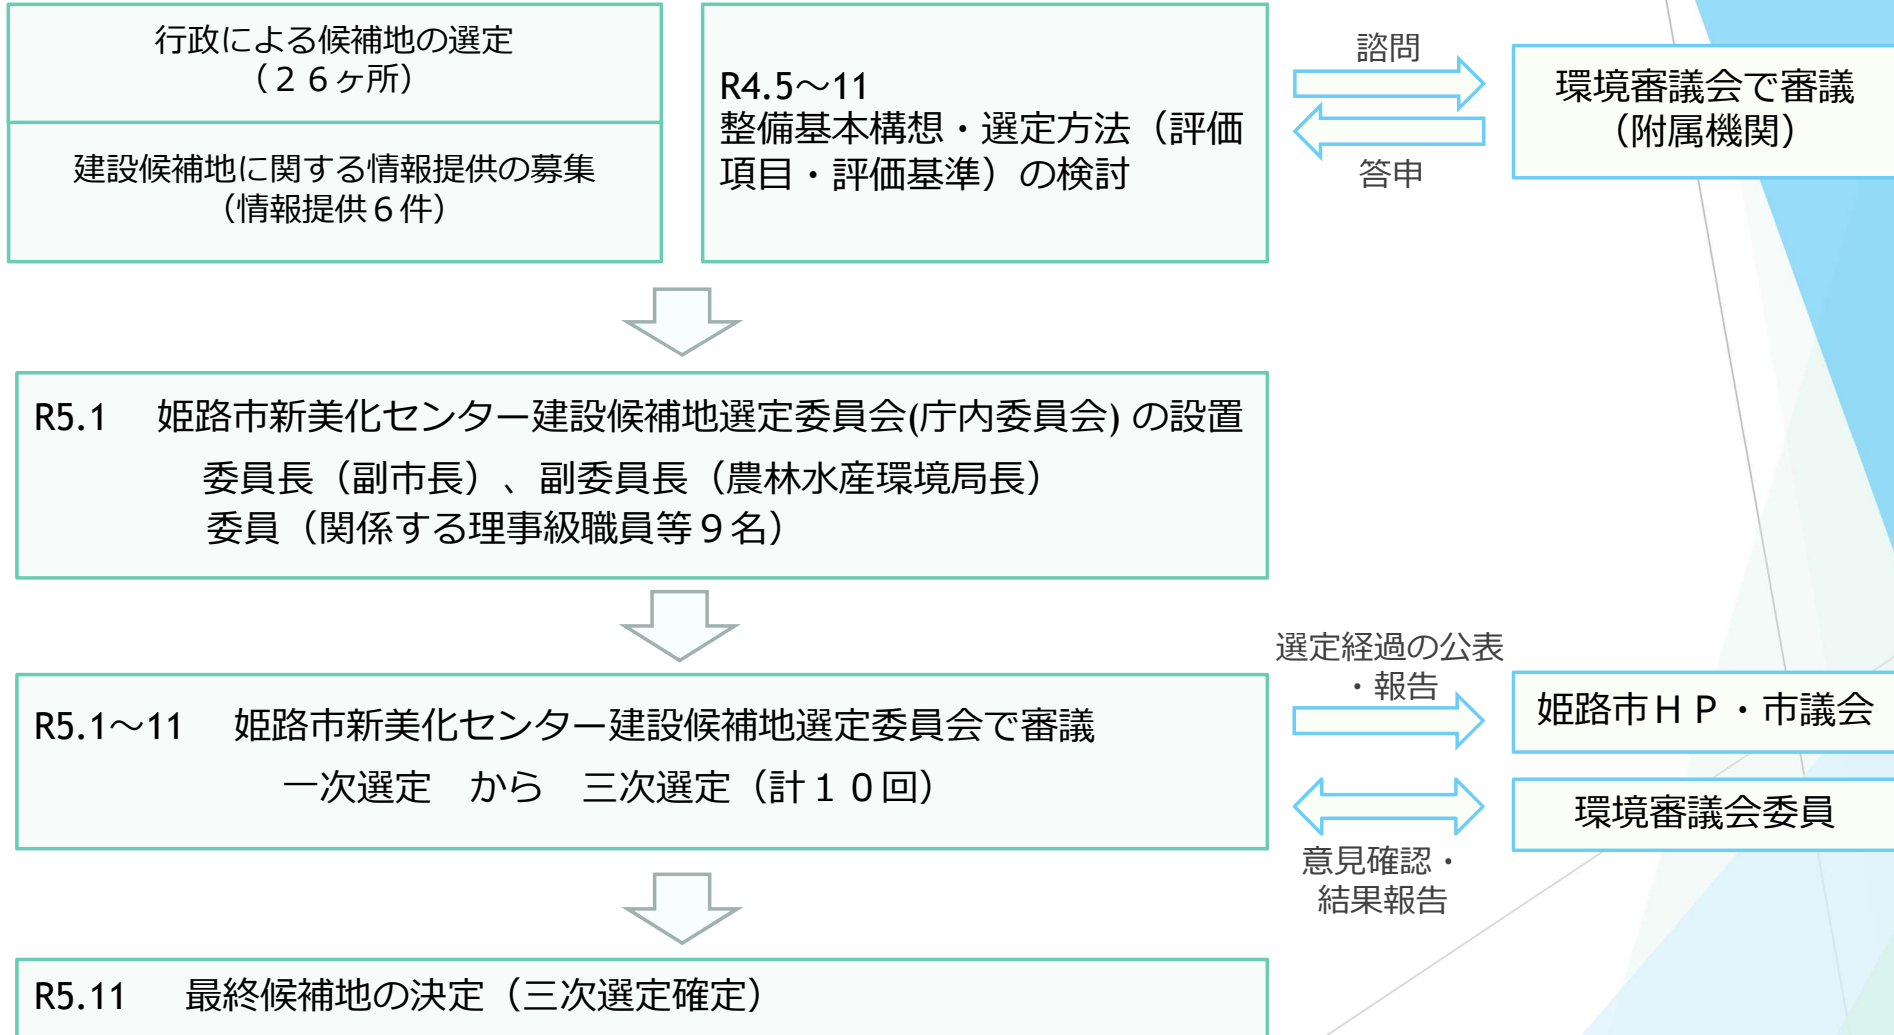 行政による候補地の選定
（２６ヶ所）
建設候補地に関する情報提供の募集
（情報提供６件）
R4.5～11
整備基本構想・選定方法（評価
項目・評価基準）の検討
諮問
答申
環境審議会で審議
（附属機関）
R5.1　姫路市新美化センター建設候補地選定委員会(庁内委員会) の設置
委員長（副市長）、副委員長（農林水産環境局長）
委員（関係する理事級職員等９名）
R5.1～11　姫路市新美化センター建設候補地選定委員会で審議
一次選定　から　三次選定（計１０回）
選定経過の公表
・報告
姫路市ＨＰ・市議会
環境審議会委員
意見確認・
結果報告
R5.11　最終候補地の決定（三次選定確定）